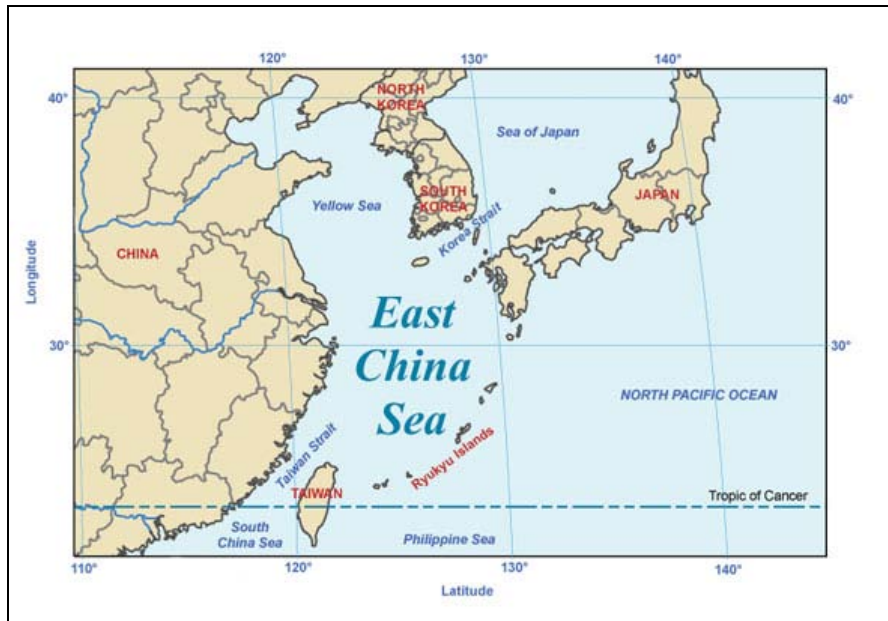 120°
130°
140°
40°
NORTH
KOREA
Sea of Japan
40°
Yellow Sea
SOUTH
KOREA
Korea Strait
JAPAN
CHINA
Longitude
East
China
Sea
30°
30°
NORTH PACIFIC OCEAN
Taiwan Strait
Ryukyu Islands
TAIWAN
Tropic of Cancer
South
China Sea
Philippine Sea
110°
120°
130°
140°
Latitude